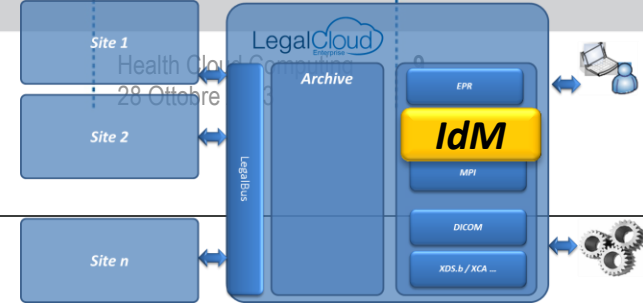 Site 1
LegalCloud
Enterprise
Health Cloud Computing 9
28 Ottobre
Archive
EPR
Site 2
IdM
LegalBus
MPI
DICOM
Site n
XDS.b / XCA ...